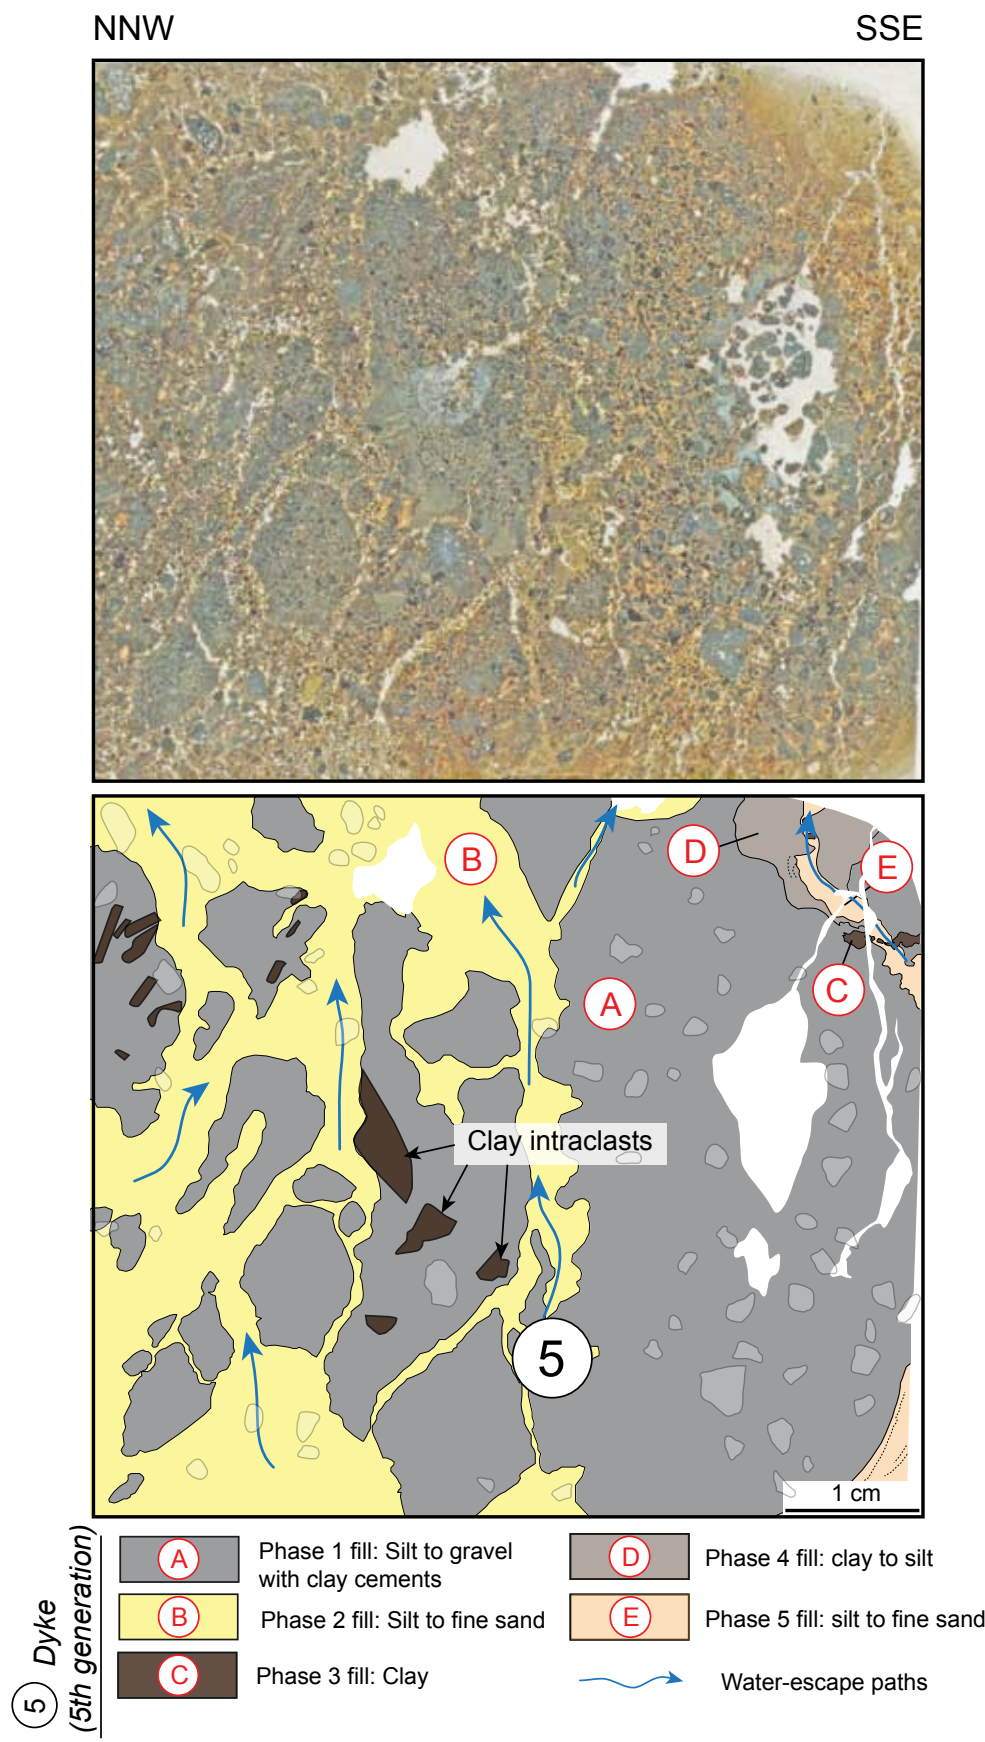 NNW
SSE
B
D
E
A
C
Clay intraclasts
5
1 cm
5 Dyke
(5th generation)
A
Phase 1 fill: Silt to gravel
with clay cements
B
Phase 2 fill: Silt to fine sand
C
Phase 3 fill: Clay
D
Phase 4 fill: clay to silt
E
Phase 5 fill: silt to fine sand
Water-escape paths